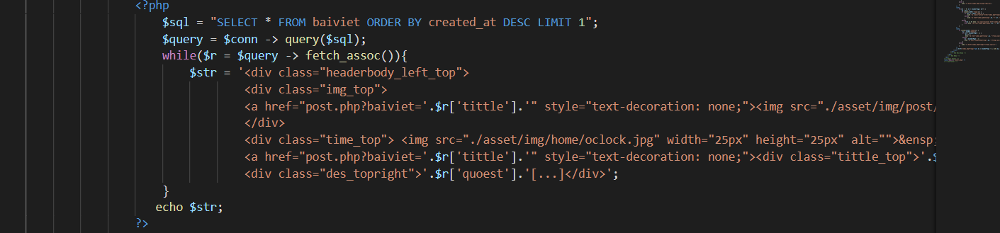 <?php
$sql = "SELECT * FROM baiviet ORDER BY created_at DESC LIMIT 1";
$query = $conn -> query($sql);
while($r = $query -> fetch_assoc()){
$str = '<div class="headerbody_left_top">
<div class="img_top">
<a href="post.php?baiviet='.$r['tittle'].'" style="text-decoration: none;"><img src="./asset/img/post/
</div>
<div class="time_top"> <img src="./asset/img/home/oclock.jpg" width="25px" height="25px" alt="">&ensp;
<a href="post.php?baiviet='.$r['tittle'].'" style="text-decoration: none;"><div class="tittle_top">'.$
<div class="des_topright">'.$r['quoest'].'[...]</div>';
}
echo $str;
?>